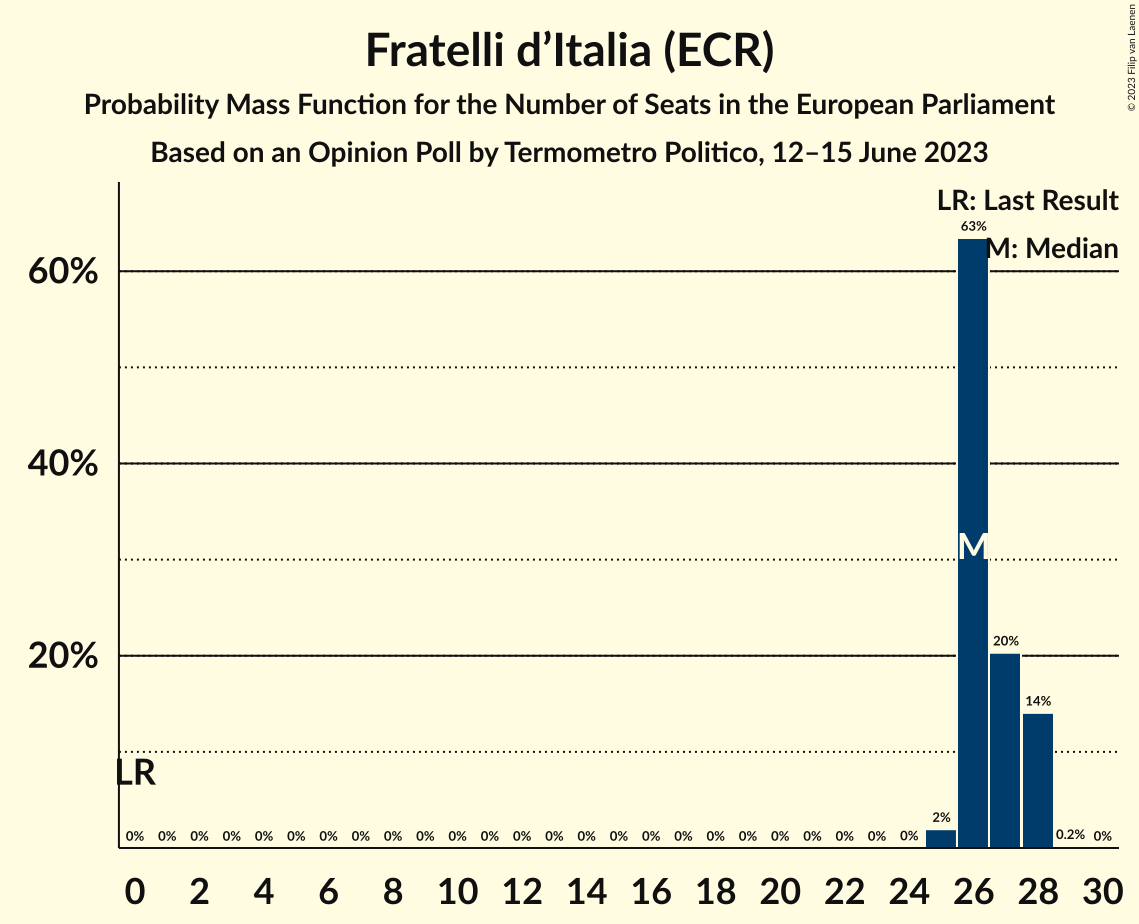 Fratelli d’Italia (ECR)
Probability Mass Function for the Number of Seats in the European Parliament
Based on an Opinion Poll by Termometro Politico, 12–15 June 2023
© 2023 Filip van Laenen
LR: Last Result
63%
M: Median
60%
40%
M
20%
20%
14%
LR
2%
0% 0% 0% 0% 0% 0% 0% 0% 0% 0% 0% 0% 0% 0% 0% 0% 0% 0% 0% 0% 0% 0% 0% 0% 0% 0.2% 0%
0 2 4 6 8 10 12 14 16 18 20 22 24 26 28 30